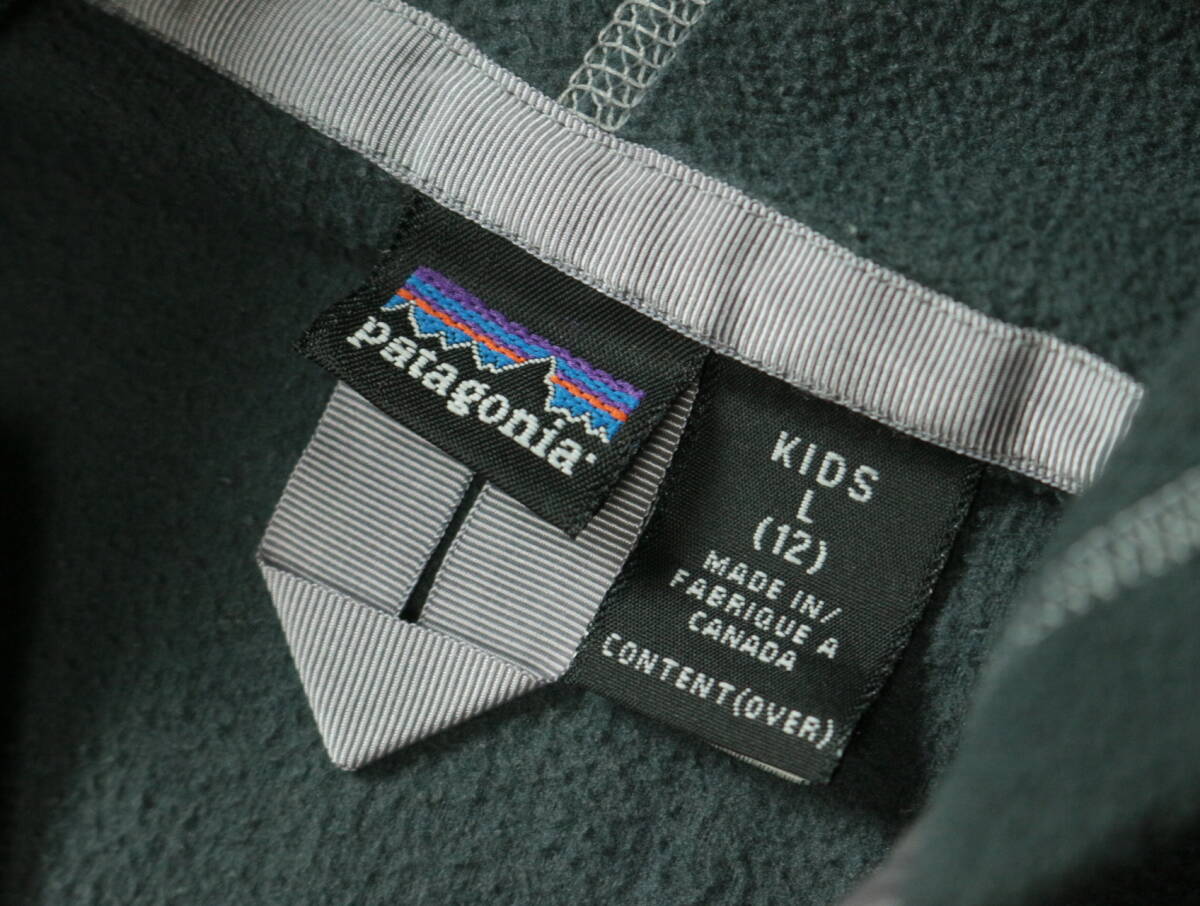 patagonia
KIDS
L
(12)
MADE IN/
FABRIQUE A
CANADA
CONTENT(OVER)